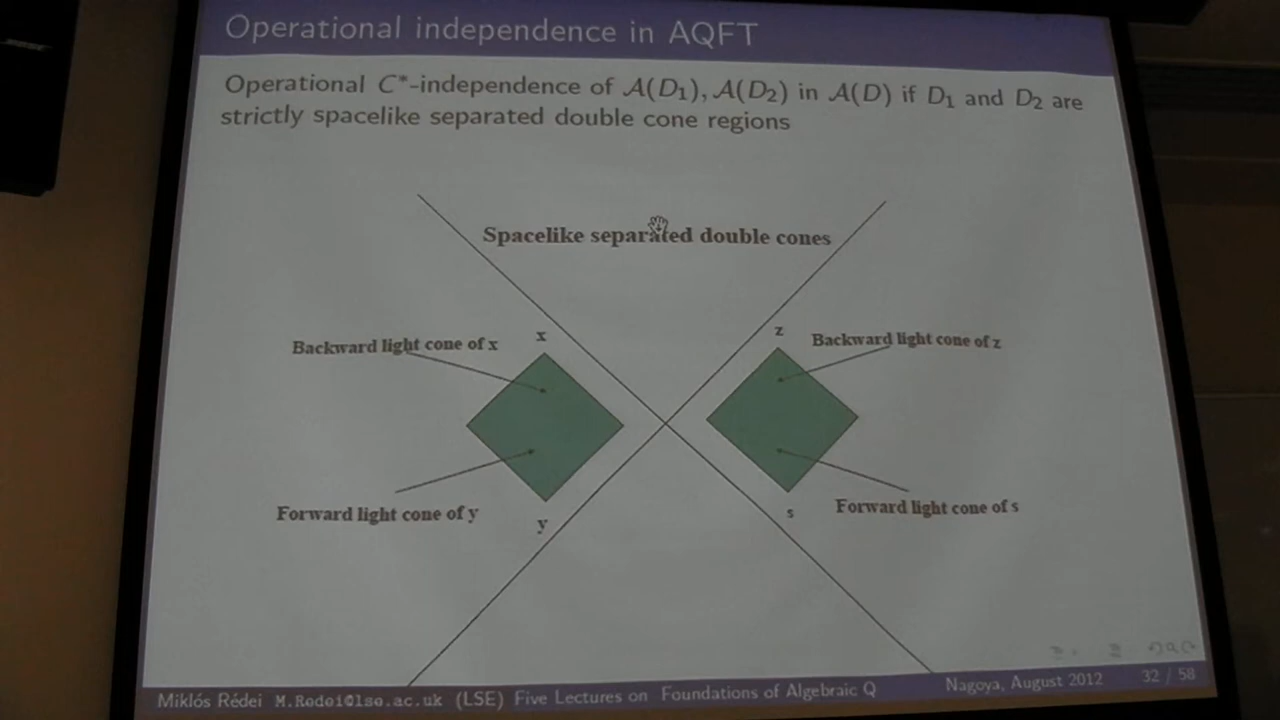 Operational independence in AQFT
Operational C*-independence of A(D₁), A(D₂) in A(D) if D₁ and D₂ are
strictly spacelike separated double cone regions
Spacelike separated double cones
x
z
Backward light cone of x
Backward light cone of z
Forward light cone of y
Forward light cone of s
y
s
Miklós Rédei M.Redei@lse.ac.uk (LSE) Five Lectures on Foundations of Algebraic Q Nagoya, August 2012 32 / 58